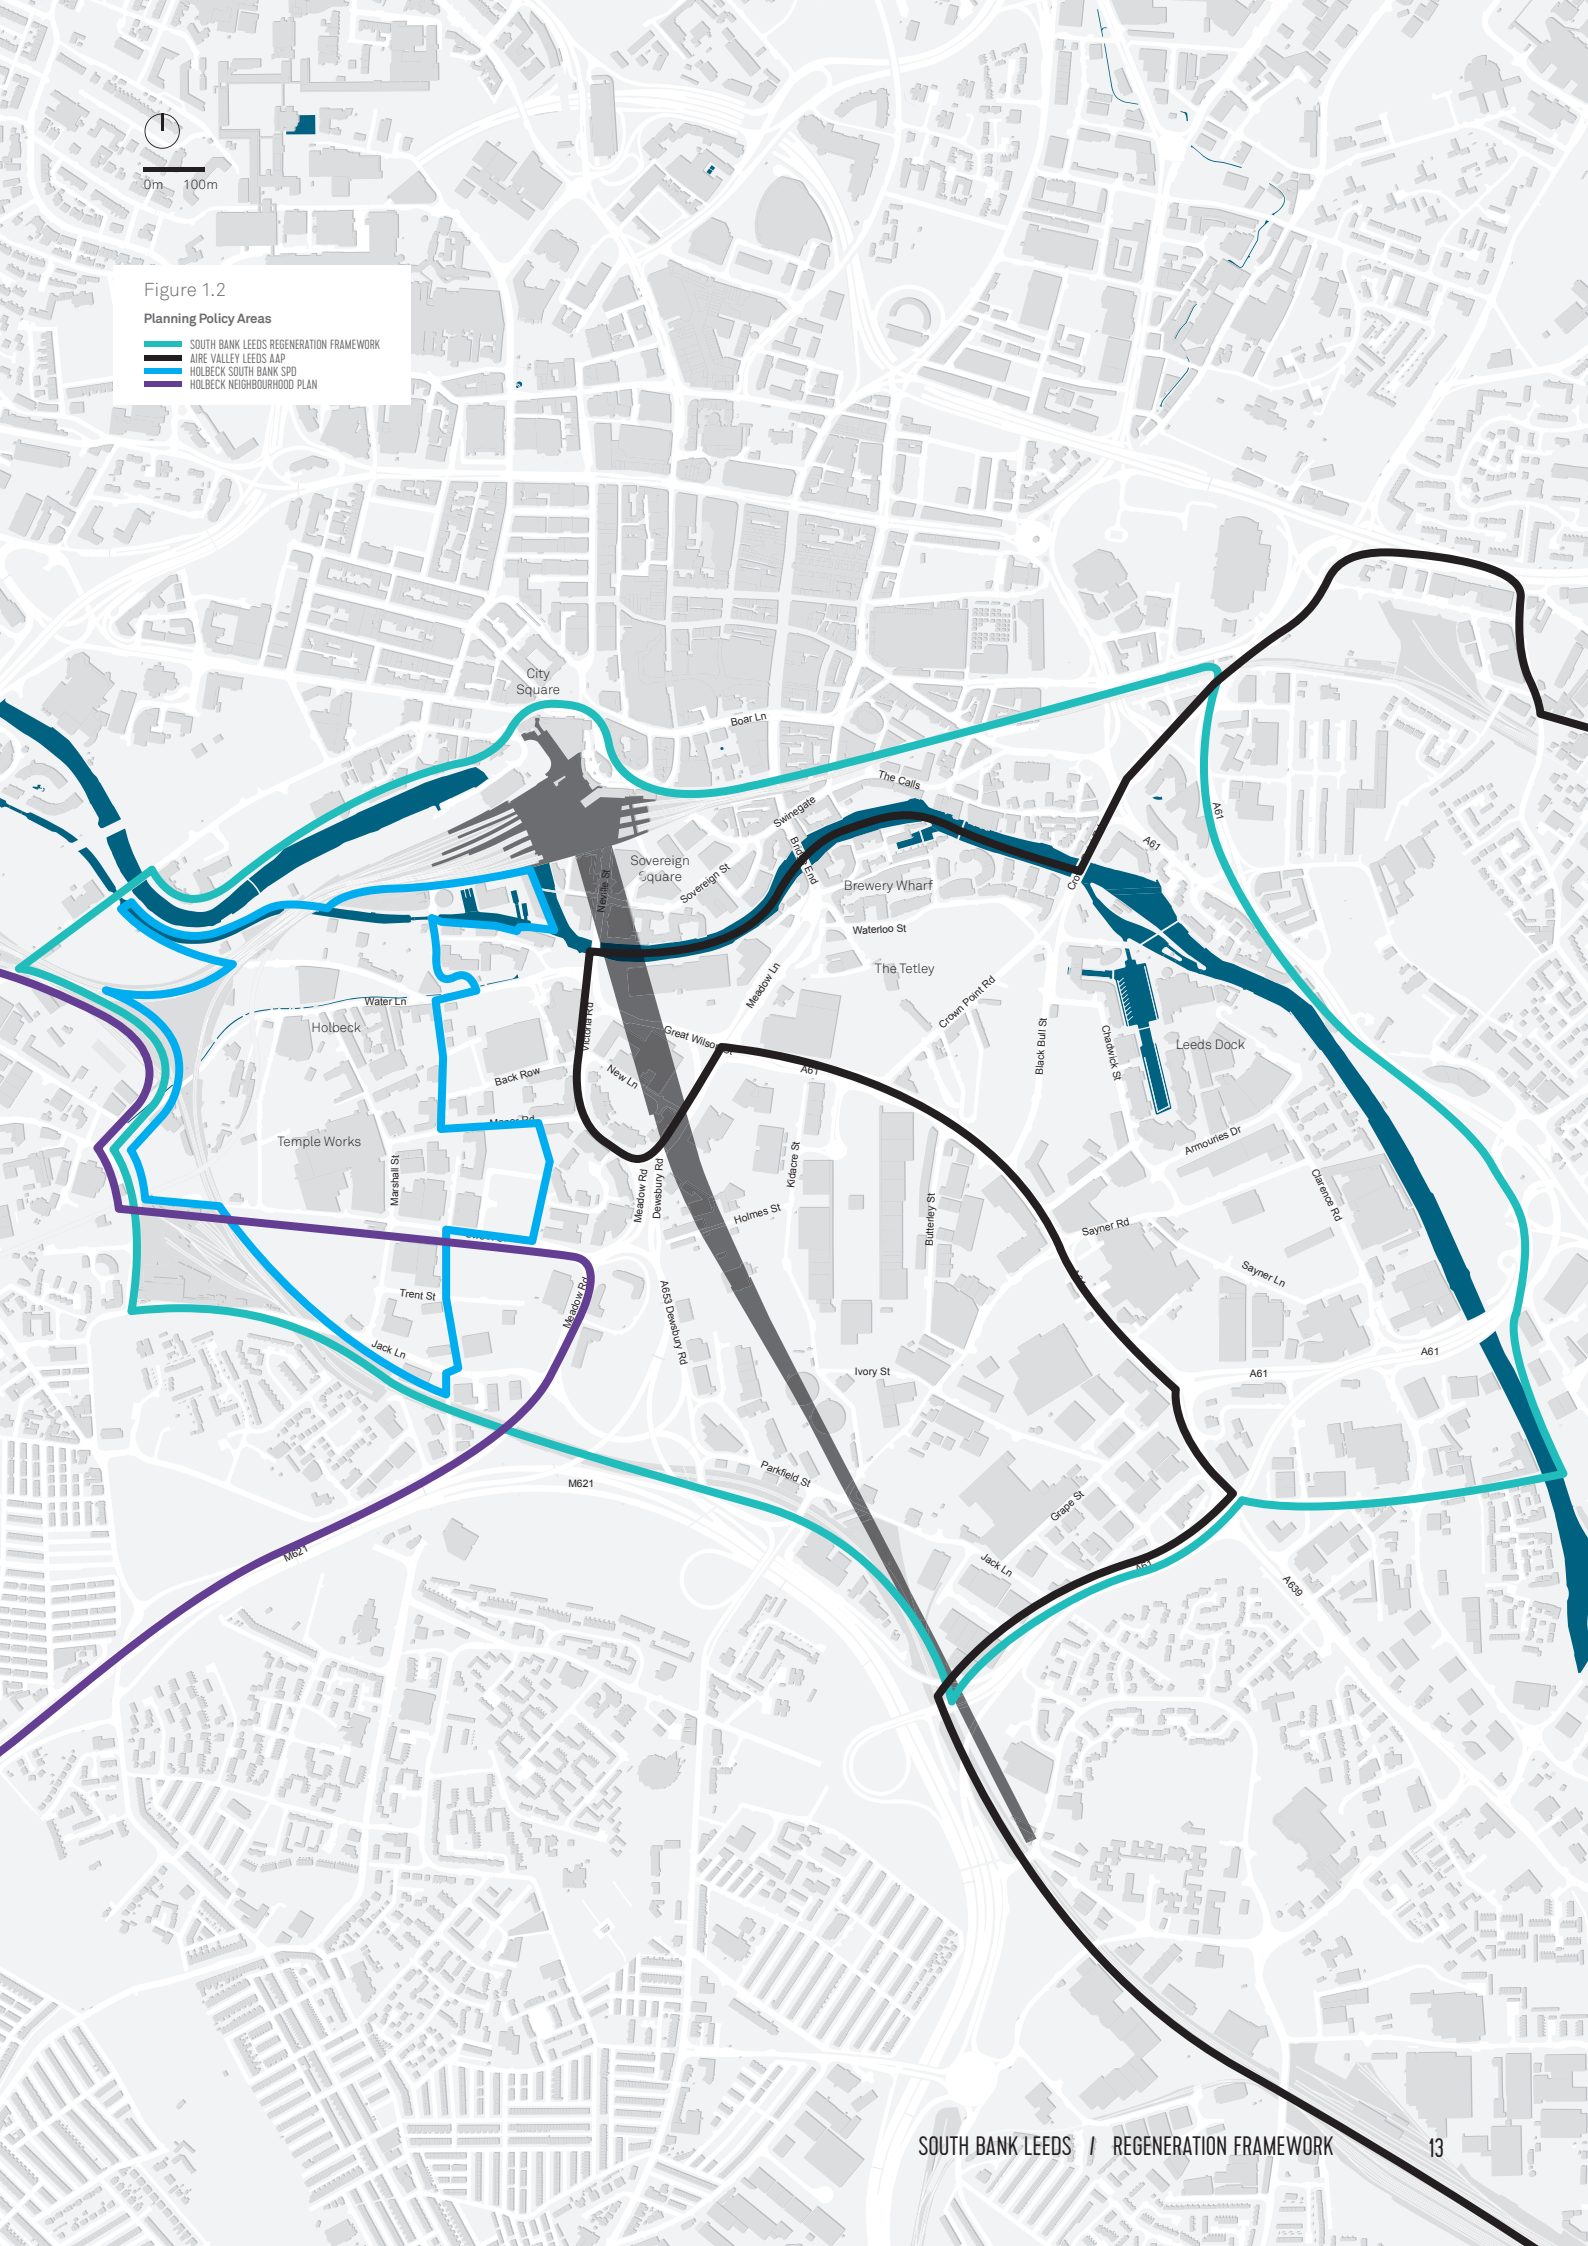 0m 100m
Figure 1.2
Planning Policy Areas
SOUTH BANK LEEDS REGENERATION FRAMEWORK
AIRE VALLEY LEEDS AAP
HOLBECK SOUTH BANK SPD
HOLBECK NEIGHBOURHOOD PLAN
City
Square
Boar Ln
The Calls
Swinegate
A61
A61
Bridge End
Sovereign
Square
Sovereign St
Neville St
Brewery Wharf
Waterloo St
The Tetley
Meadow Ln
Crown Point Rd
Water Ln
Holbeck
Victoria Rd
Great Wilson St
Black Bull St
Chadwick St
Leeds Dock
Back Row
New Ln
A61
Temple Works
Marshall St
Meadow Rd
Dewsbury Rd
Kidacre St
Armouries Dr
Clarence Rd
Holmes St
Butterley St
Sayner Rd
Sayner Ln
Trent St
Meadow Rd
A653 Dewsbury Rd
Jack Ln
Ivory St
A61
A61
M621
Parkfield St
Grape St
M621
Jack Ln
A61
A639
SOUTH BANK LEEDS / REGENERATION FRAMEWORK 13